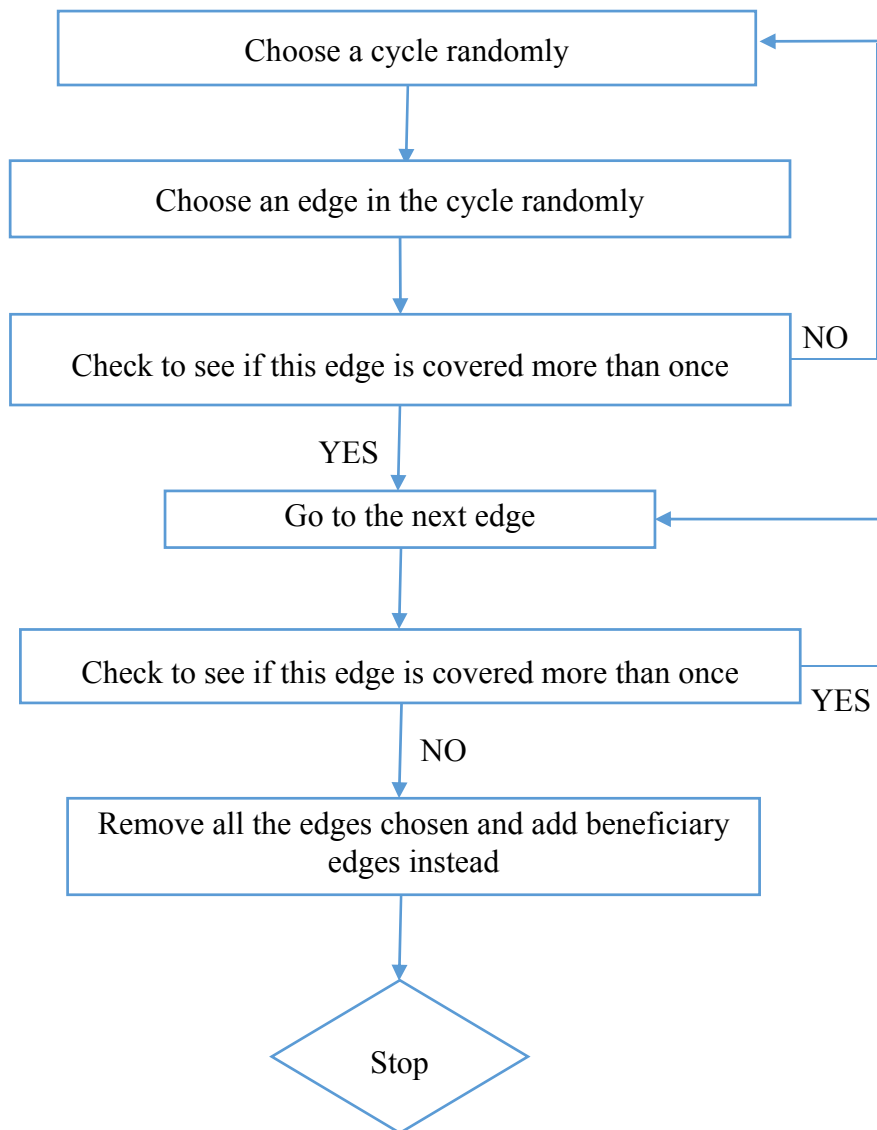 Choose a cycle randomly
Choose an edge in the cycle randomly
Check to see if this edge is covered more than once
NO
YES
Go to the next edge
Check to see if this edge is covered more than once
YES
NO
Remove all the edges chosen and add beneficiary
edges instead
Stop